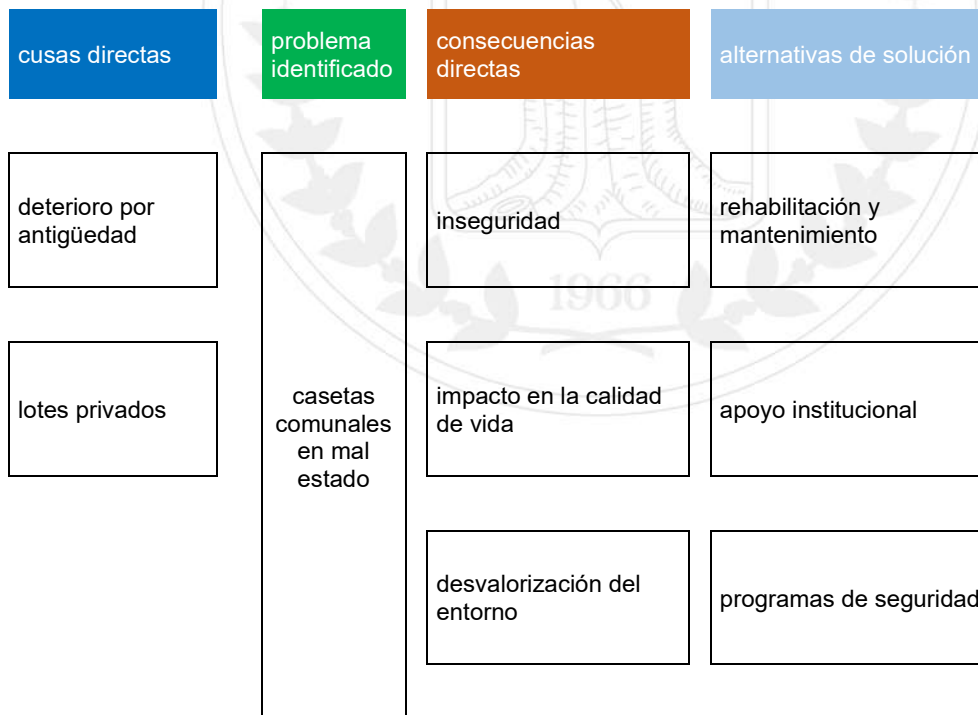 cusas directas
problema
identificado
consecuencias
directas
alternativas de solución
deterioro por
antigüedad
inseguridad
rehabilitación y
mantenimiento
1966
lotes privados
casetas
comunales
en mal
estado
impacto en la calidad
de vida
apoyo institucional
desvalorización del
entorno
programas de seguridad